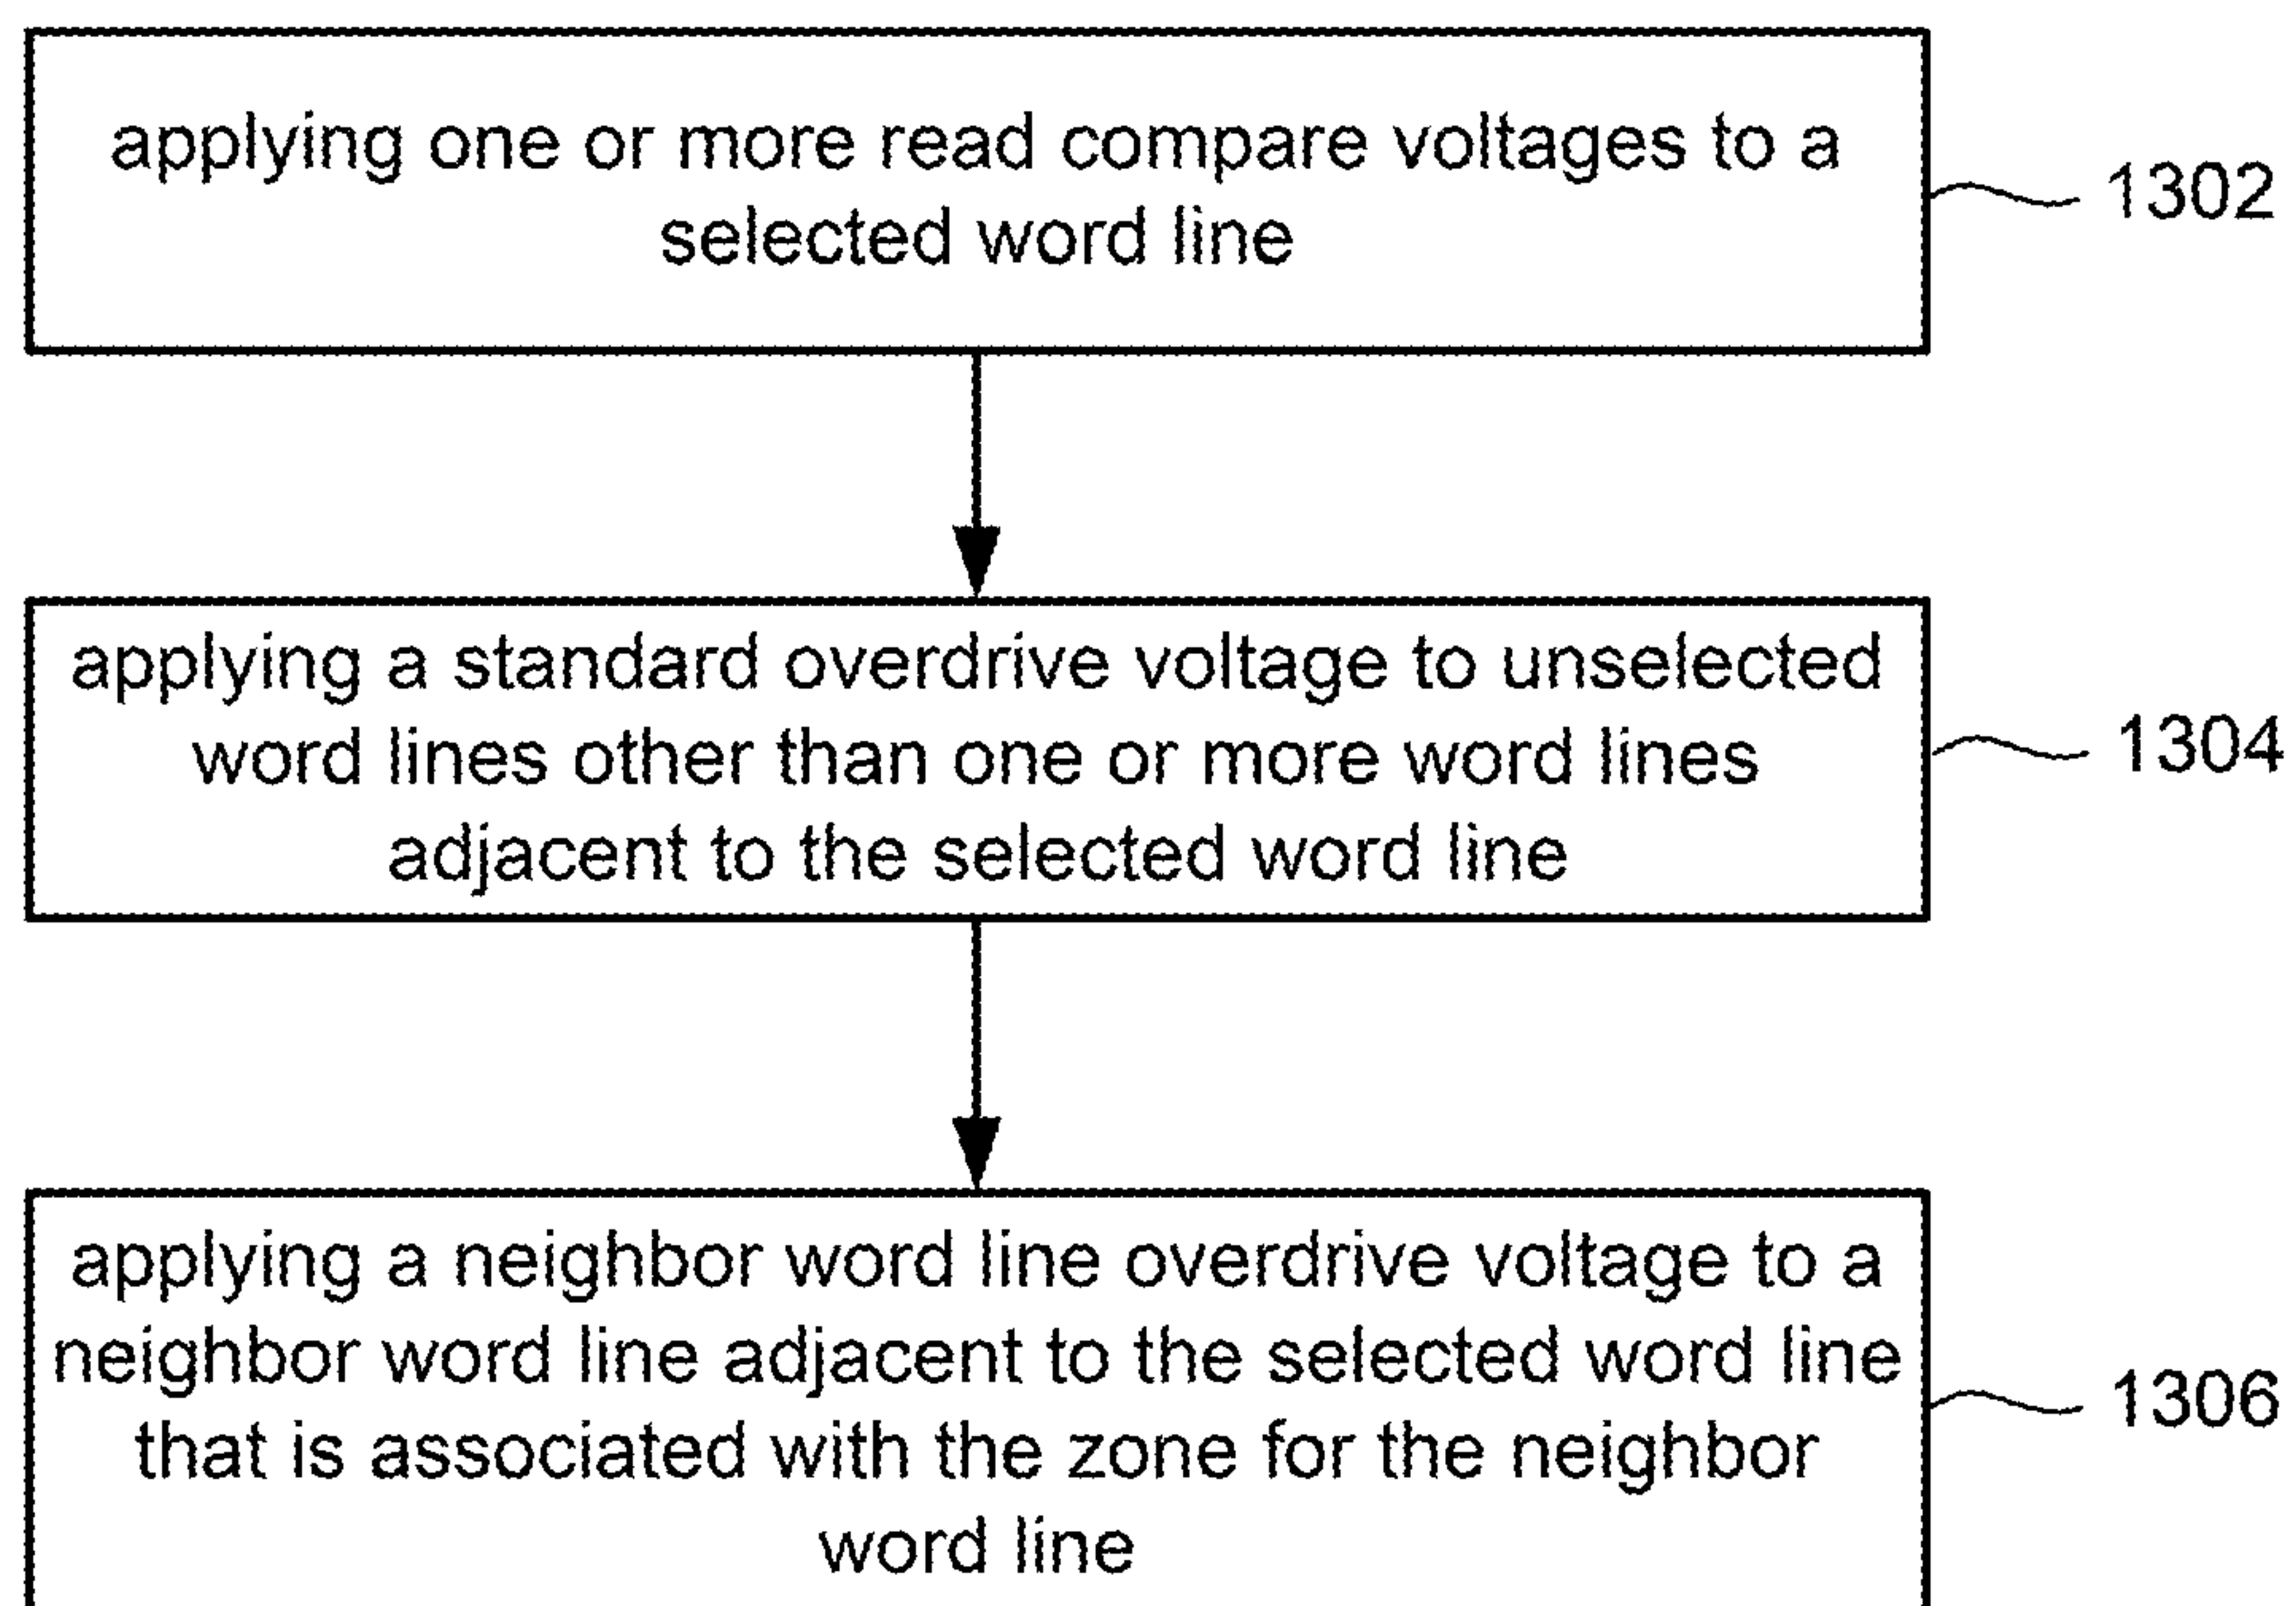 applying one or more read compare voltages to a
selected word line
1302
applying a standard overdrive voltage to unselected
word lines other than one or more word lines
adjacent to the selected word line
1304
applying a neighbor word line overdrive voltage to a
neighbor word line adjacent to the selected word line
that is associated with the zone for the neighbor
word line
1306